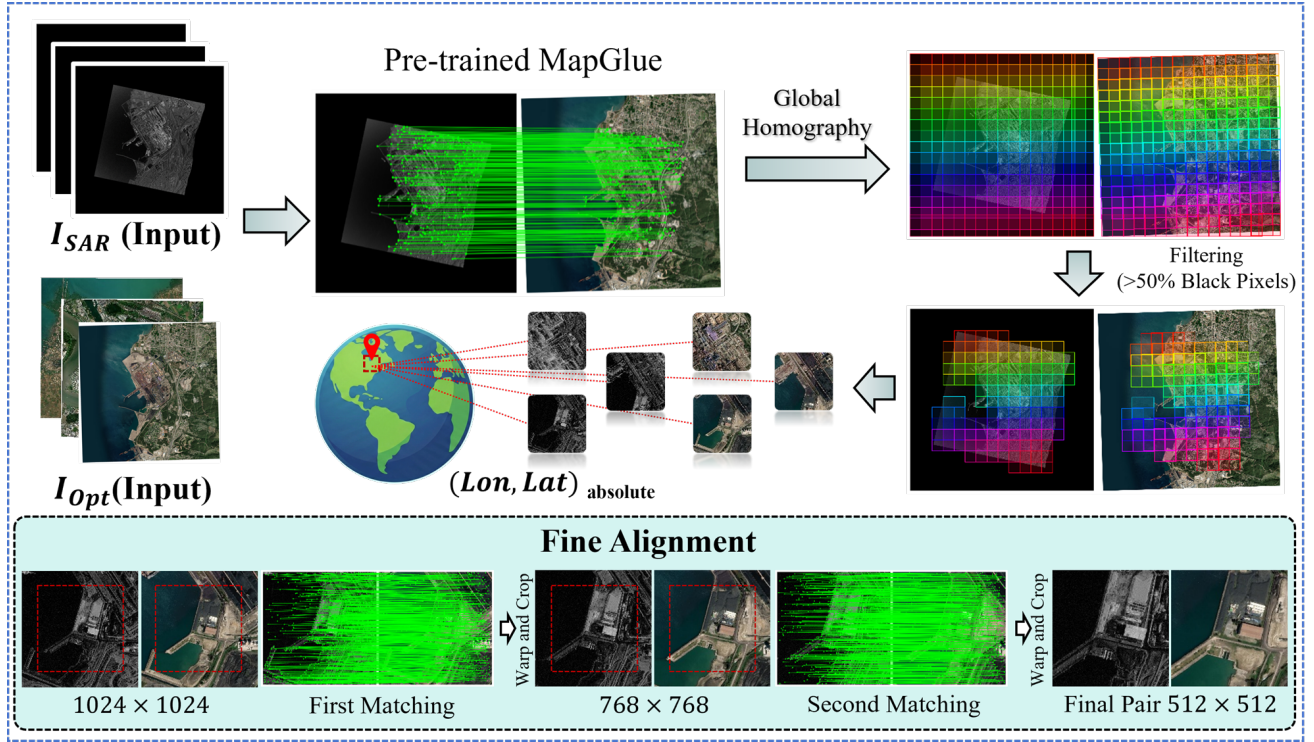 Pre-trained MapGlue
Global
Homography
I_SAR (Input)
Filtering
(>50% Black Pixels)
I_Opt(Input)
(Lon, Lat) absolute
Fine Alignment
Warp and Crop
Warp and Crop
1024 × 1024
First Matching
768 × 768
Second Matching
Final Pair 512 × 512